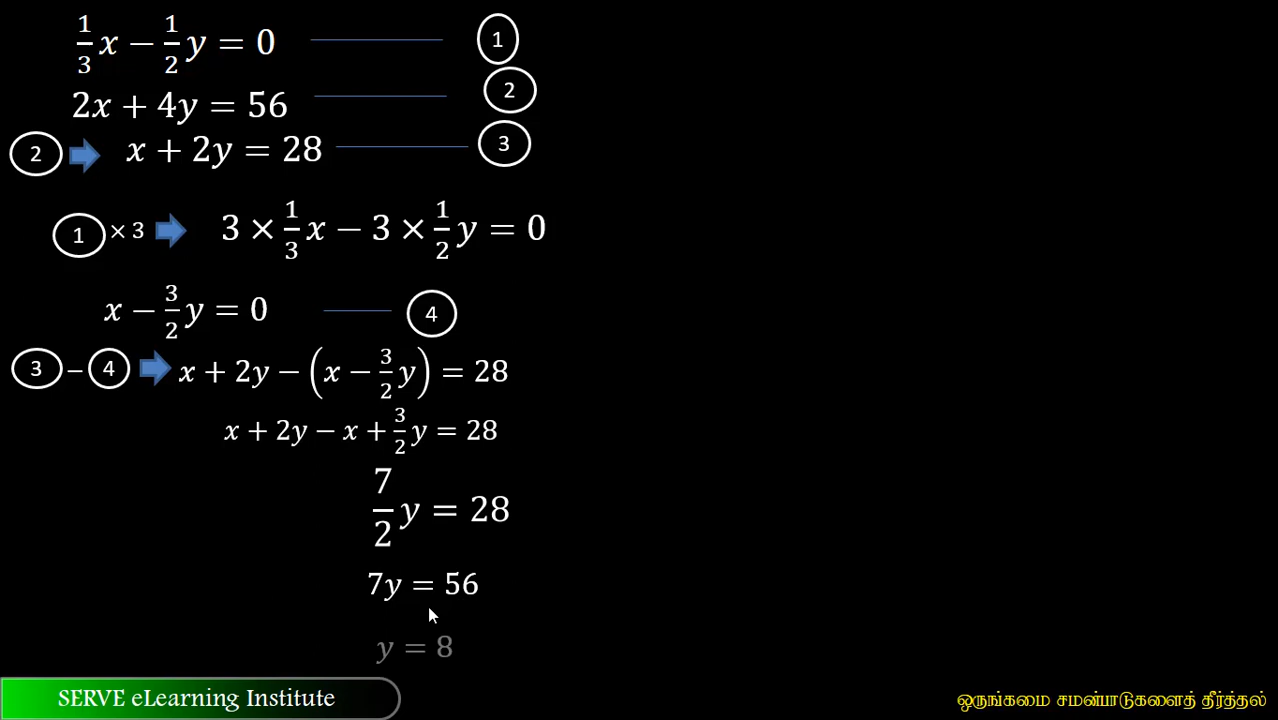 1/3 x − 1/2 y = 0 1
2x + 4y = 56 2
2 x + 2y = 28 3
1 × 3 3 × 1/3 x − 3 × 1/2 y = 0
x − 3/2 y = 0 4
3 − 4 x + 2y − (x − 3/2 y) = 28
x + 2y − x + 3/2 y = 28
7/2 y = 28
7y = 56
y = 8
SERVE eLearning Institute
ஒருங்கமை சமன்பாடுகளைத் தீர்த்தல்